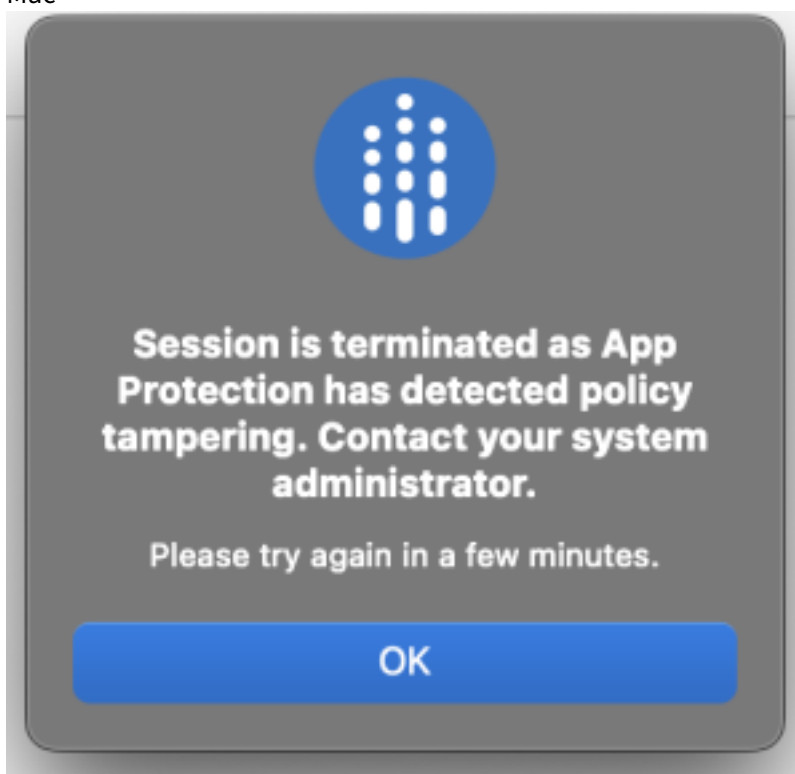 Session is terminated as App
Protection has detected policy
tampering. Contact your system
administrator.
Please try again in a few minutes.
OK